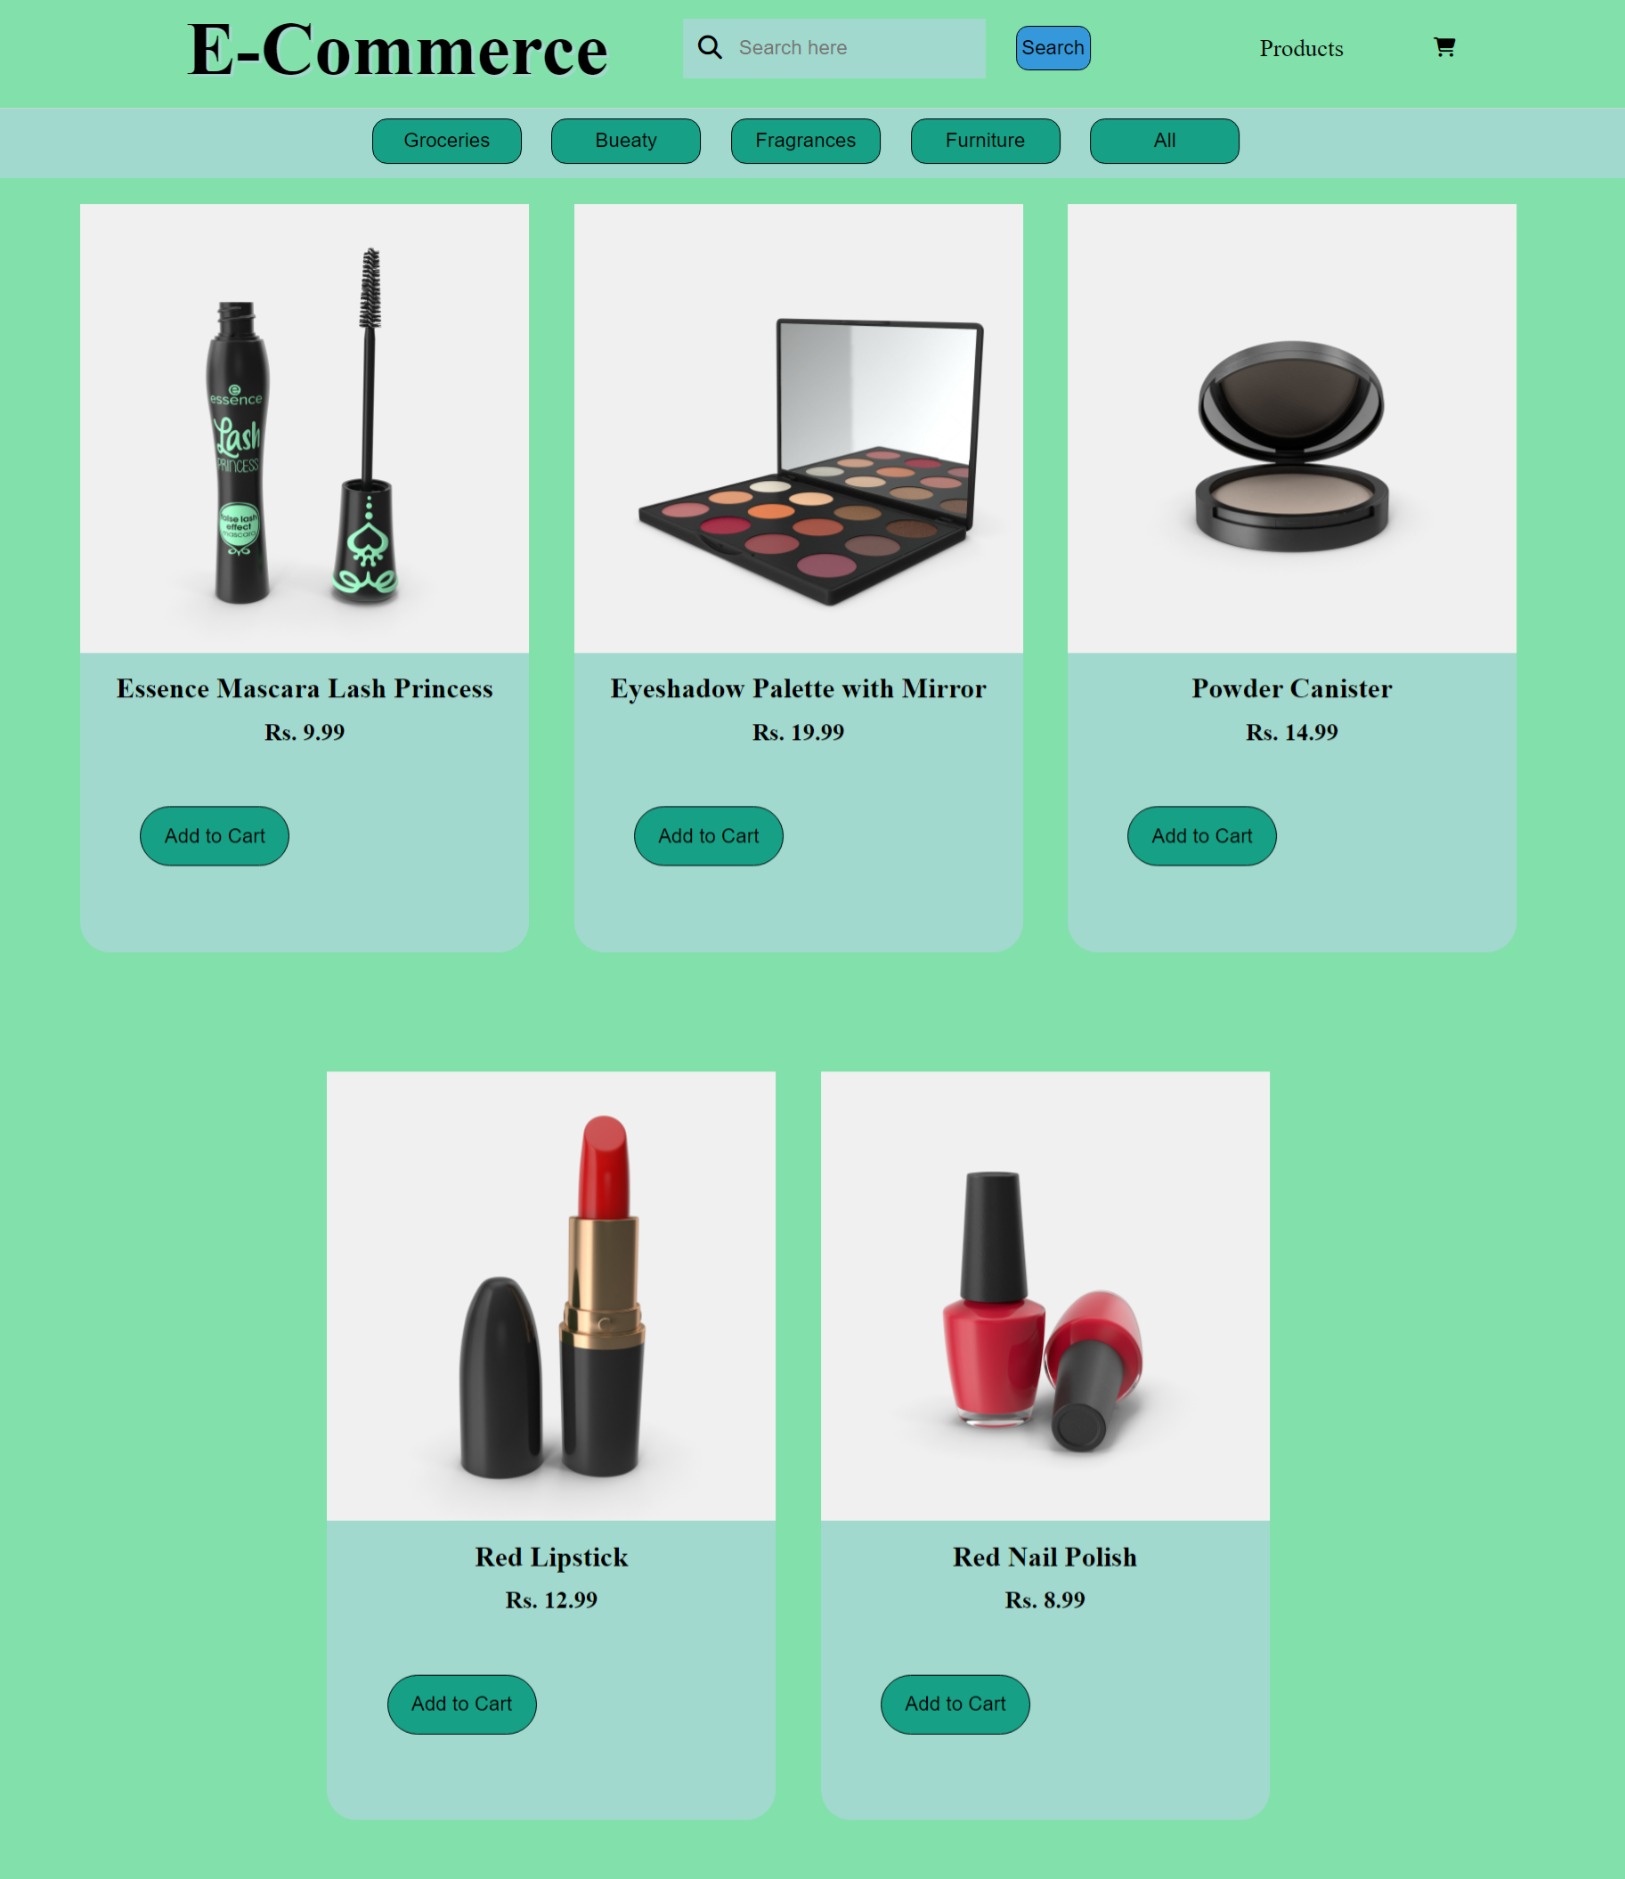 E-Commerce
Search here
Search
Products
Groceries
Bueaty
Fragrances
Furniture
All
essence
Lash
PRINCESS
false lash
effect
mascara
Essence Mascara Lash Princess
Rs. 9.99
Add to Cart
Eyeshadow Palette with Mirror
Rs. 19.99
Add to Cart
Powder Canister
Rs. 14.99
Add to Cart
Red Lipstick
Rs. 12.99
Add to Cart
Red Nail Polish
Rs. 8.99
Add to Cart